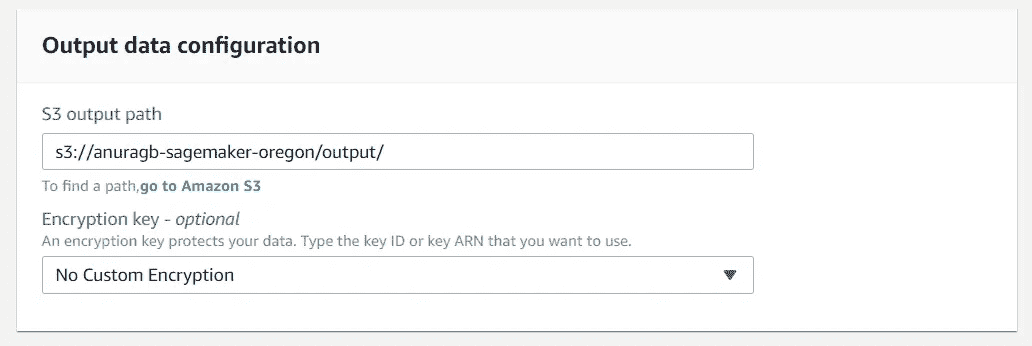 Output data configuration
S3 output path
s3://anuragb-sagemaker-oregon/output/
To find a path,go to Amazon S3
Encryption key - optional
An encryption key protects your data. Type the key ID or key ARN that you want to use.
No Custom Encryption